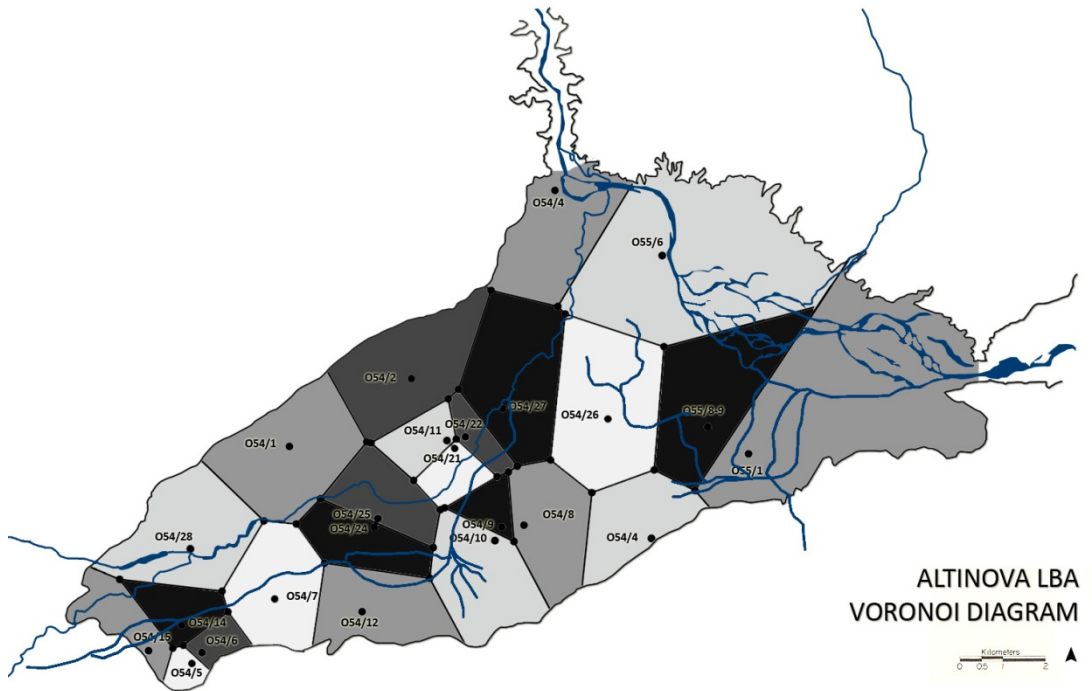 O54/4
O55/6
O54/2
O54/27
O54/26
O55/8-9
O54/11
O54/22
O54/1
O54/21
O55/1
O54/25
O54/24
O54/9
O54/8
O54/10
O54/4
O54/28
O54/7
O54/12
O54/14
O54/15
O54/6
O54/5
ALTINOVA LBA
VORONOI DIAGRAM
Kilometers
0 0.5 1 2